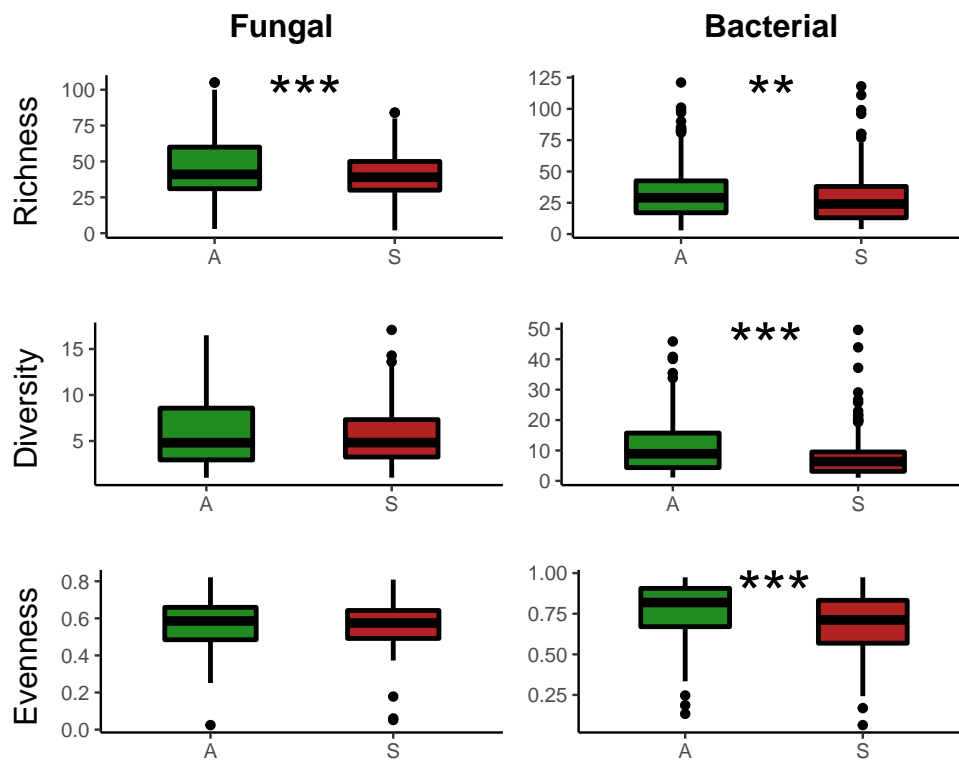 Fungal
Bacterial
Richness
100
75
50
25
0
***
A
S
125
100
75
50
25
0
**
A
S
Diversity
15
10
5
A
S
50
40
30
20
10
0
***
A
S
Evenness
0.8
0.6
0.4
0.2
0.0
A
S
1.00
0.75
0.50
0.25
***
A
S